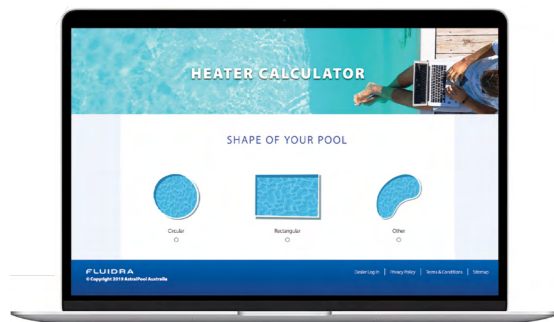 HEATER CALCULATOR
SHAPE OF YOUR POOL
Circular
Rectangular
Other
FLUIDRA
© Copyright 2019 AstralPool Australia
Dealer Log In | Privacy Policy | Terms & Conditions | Sitemap